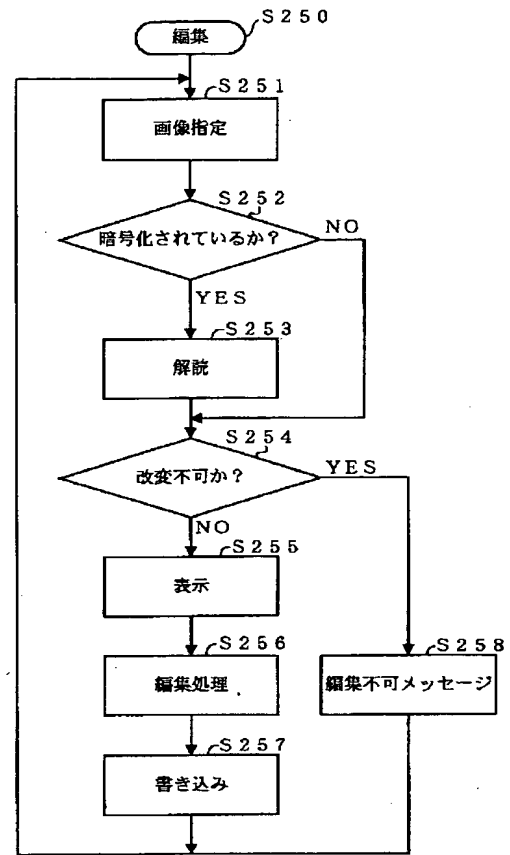 S250
編集
S251
画像指定
S252
暗号化されているか?
NO
YES
S253
解読
S254
改変不可か?
YES
NO
S255
表示
S256
編集処理
S258
編集不可メッセージ
S257
書き込み